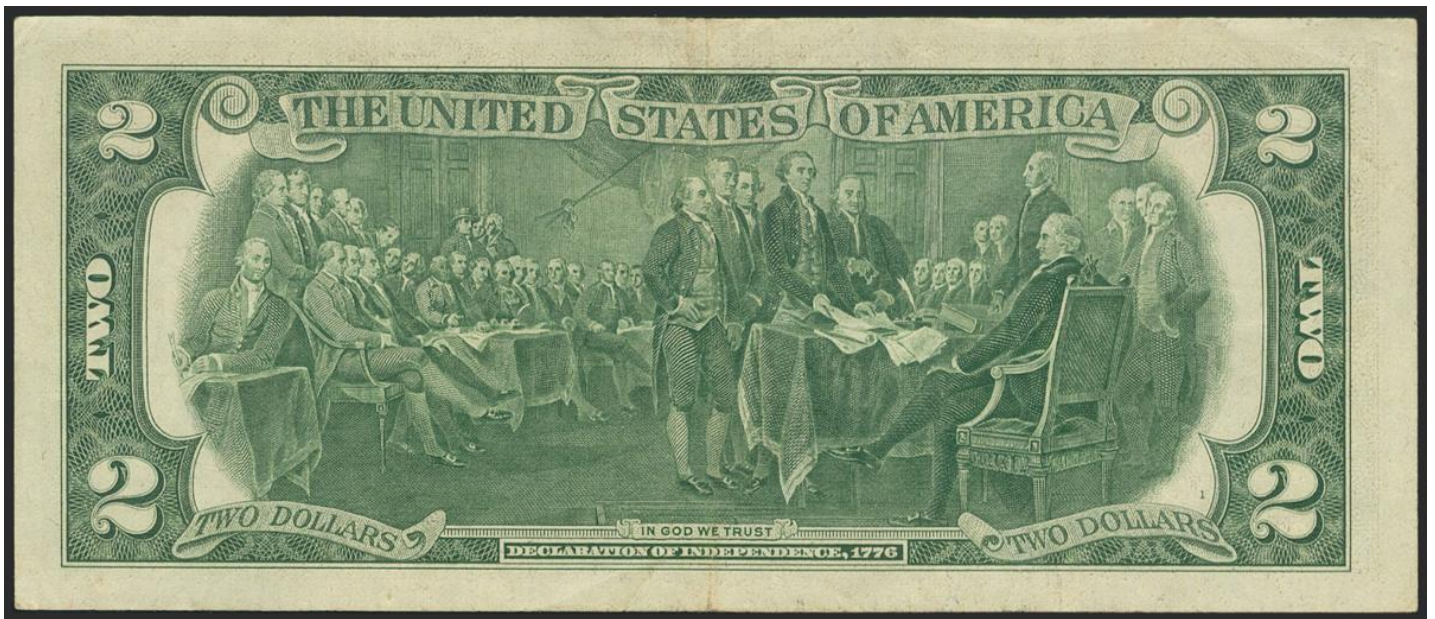 2 THE UNITED STATES OF AMERICA 2
TWO TWO
2 2
1
TWO DOLLARS TWO DOLLARS
IN GOD WE TRUST
DECLARATION OF INDEPENDENCE, 1776